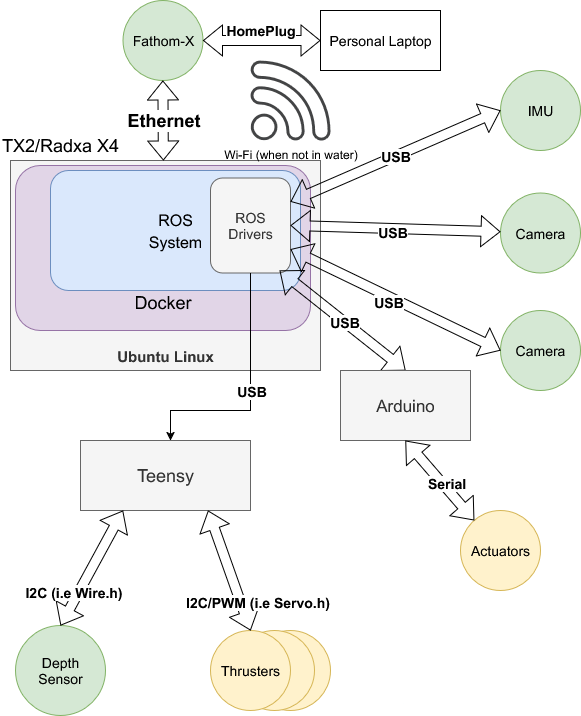 Fathom-X
HomePlug
Personal Laptop
Ethernet
Wi-Fi (when not in water)
TX2/Radxa X4
IMU
USB
ROS
System
ROS
Drivers
USB
Camera
Docker
USB
USB
Camera
Ubuntu Linux
USB
Arduino
Teensy
Serial
Actuators
I2C (i.e Wire.h)
I2C/PWM (i.e Servo.h)
Depth
Sensor
Thrusters